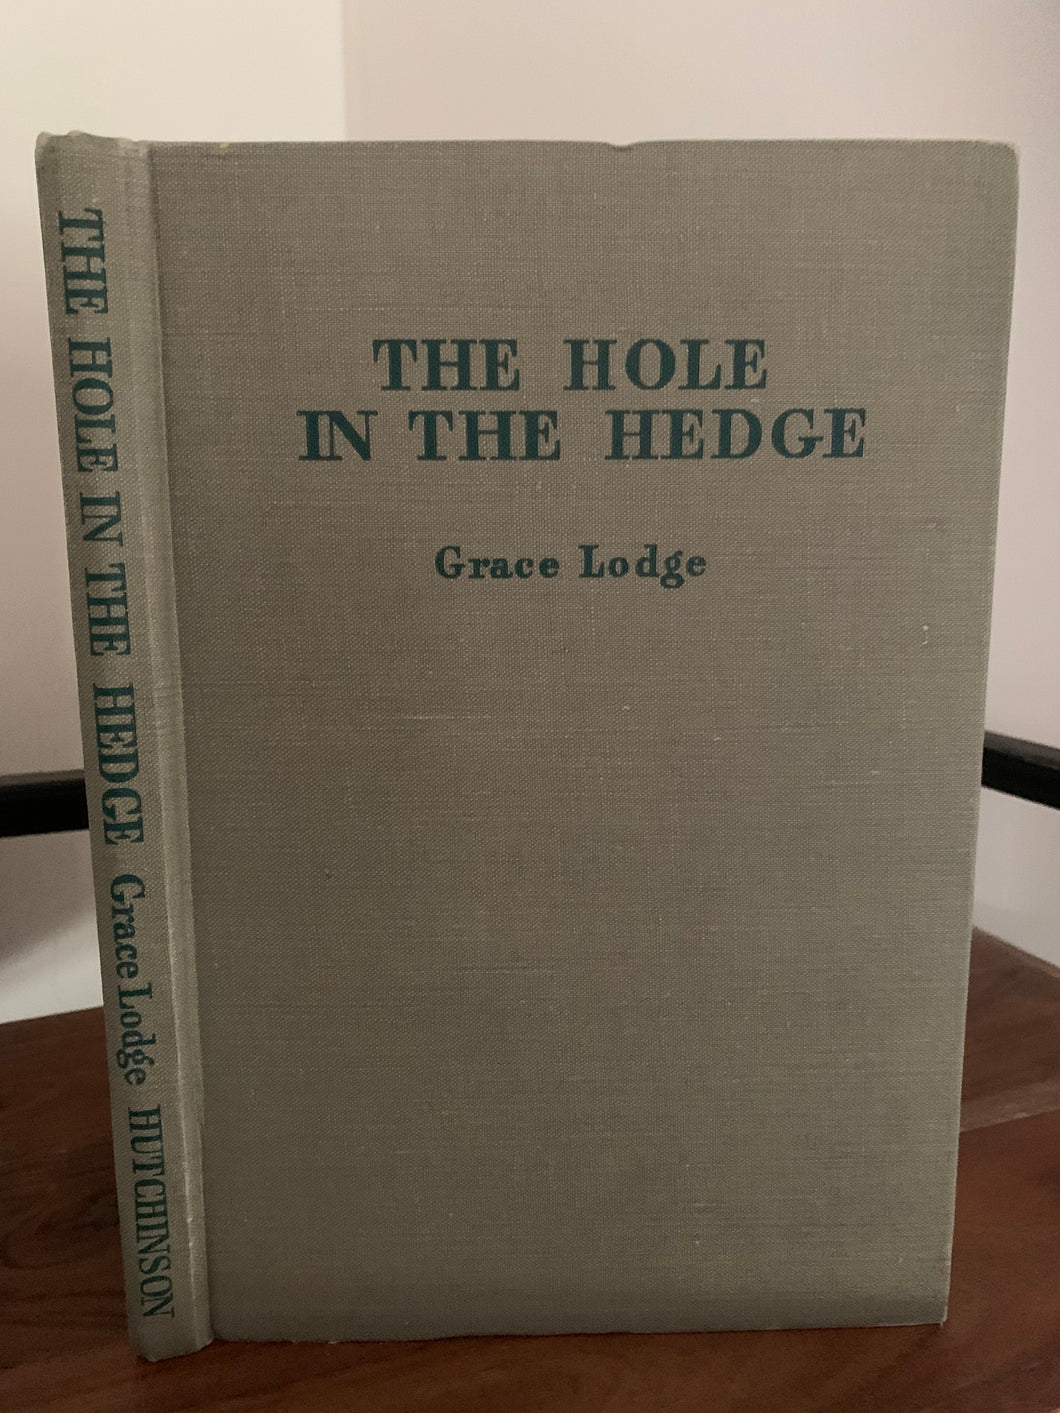 THE HOLE
IN THE HEDGE
Grace Lodge
THE HOLE IN THE HEDGE Grace Lodge HUTCHINSON